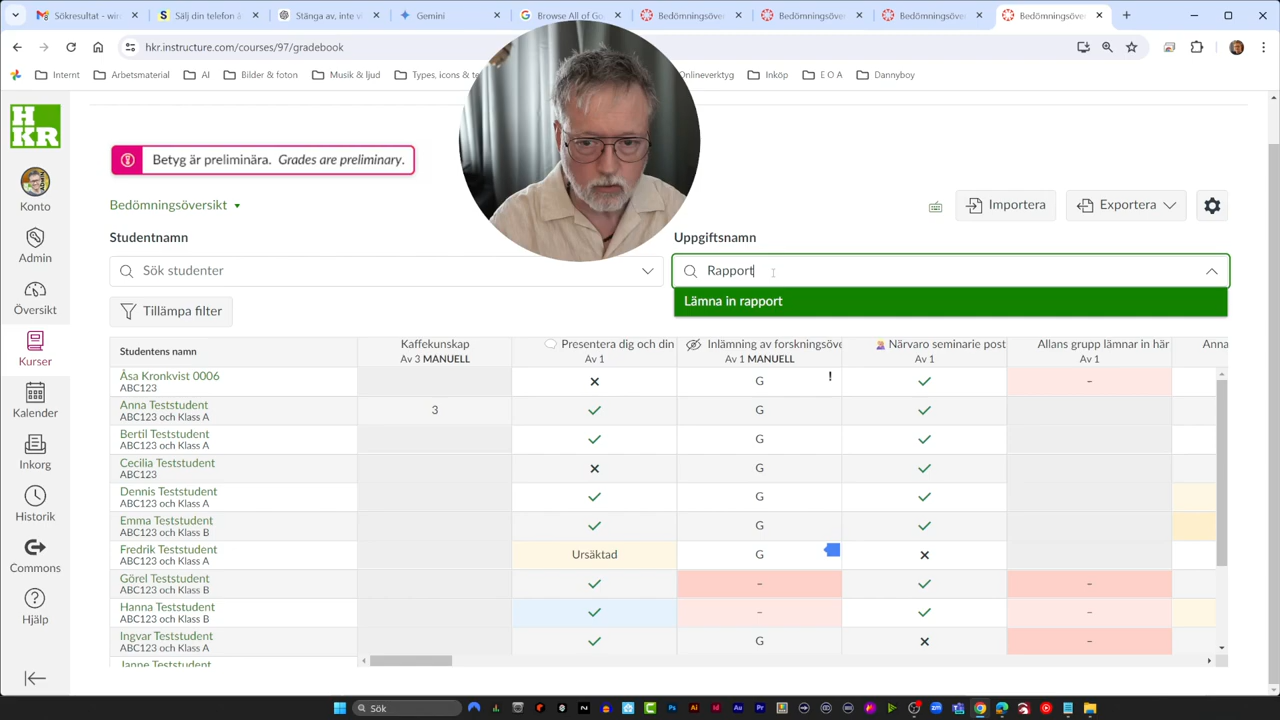 Sökresultat - win
Sälj din telefon
bånga av, inte v
Gemini
Browse All of Go
Bedömningsöve
Bedömningsöve
Bedömningsöve
Bedömningsöve
hkr.instructure.com/courses/97/gradebook
Internt
Arbetsmaterial
AI
Bilder & foton
Musik & ljud
Types, icons & te
Onlineverktyg
Inköp
E O A
Dannyboy
H
KR
Konto
Admin
Översikt
Kurser
Kalender
Inkorg
Historik
Commons
Hjälp
Betyg är preliminära. Grades are preliminary.
Bedömningsöversikt
Importera
Exportera
Studentnamn
Uppgiftsnamn
Sök studenter
Rapport
Lämna in rapport
Tillämpa filter
Studentens namn
Kaffekunskap
Av 3 MANUELL
Presentera dig och din
Av 1
Inlämning av forskningsöve
Av 1 MANUELL
Närvaro seminarie post
Av 1
Allans grupp lämnar in här
Av 1
Anna
Åsa Kronkvist 0006
ABC123
G
!
–
Anna Teststudent
ABC123 och Klass A
3
G
Bertil Teststudent
ABC123 och Klass A
G
Cecilia Teststudent
ABC123
G
Dennis Teststudent
ABC123 och Klass A
G
Emma Teststudent
ABC123 och Klass B
G
Fredrik Teststudent
ABC123 och Klass A
Ursäktad
G
Görel Teststudent
ABC123 och Klass B
–
–
Hanna Teststudent
ABC123 och Klass B
–
–
Ingvar Teststudent
ABC123 och Klass A
G
–
Janne Teststudent
Sök